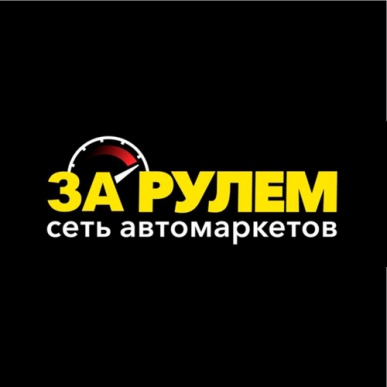 ЗА РУЛЕМ
сеть автомаркетов